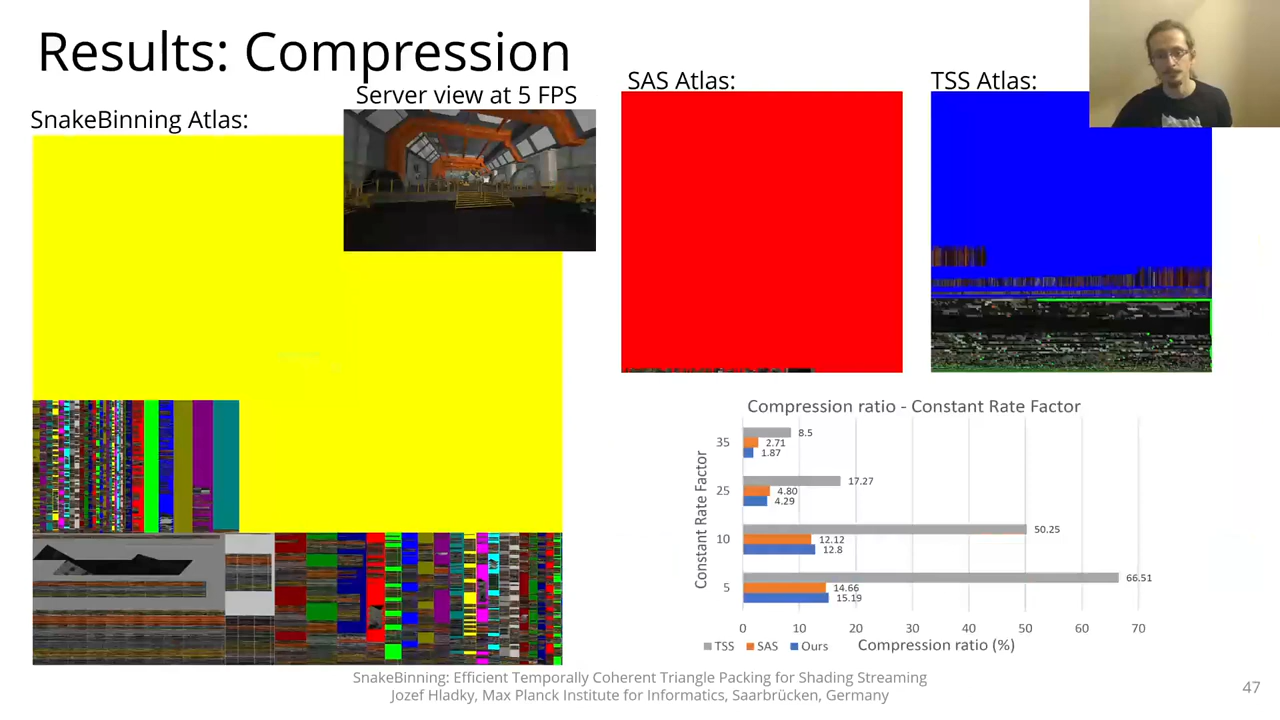 Results: Compression
SnakeBinning Atlas:
Server view at 5 FPS
SAS Atlas:
TSS Atlas:
Compression ratio - Constant Rate Factor
Constant Rate Factor
35
8.5
2.71
1.87
25
17.27
4.80
4.29
10
50.25
12.12
12.8
5
66.51
14.66
15.19
0 10 20 30 40 50 60 70
TSS SAS Ours
Compression ratio (%)
SnakeBinning: Efficient Temporally Coherent Triangle Packing for Shading Streaming
Jozef Hladky, Max Planck Institute for Informatics, Saarbrücken, Germany
47